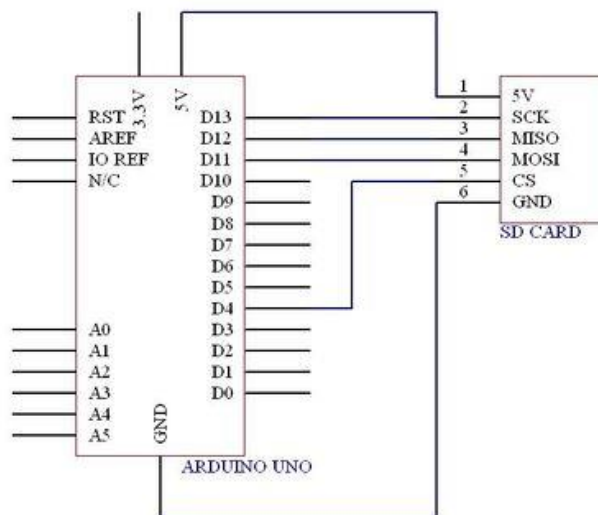 3.3V
5V
RST
AREF
IO REF
N/C
A0
A1
A2
A3
A4
A5
GND
D13
D12
D11
D10
D9
D8
D7
D6
D5
D4
D3
D2
D1
D0
ARDUINO UNO
1
2
3
4
5
6
5V
SCK
MISO
MOSI
CS
GND
SD CARD